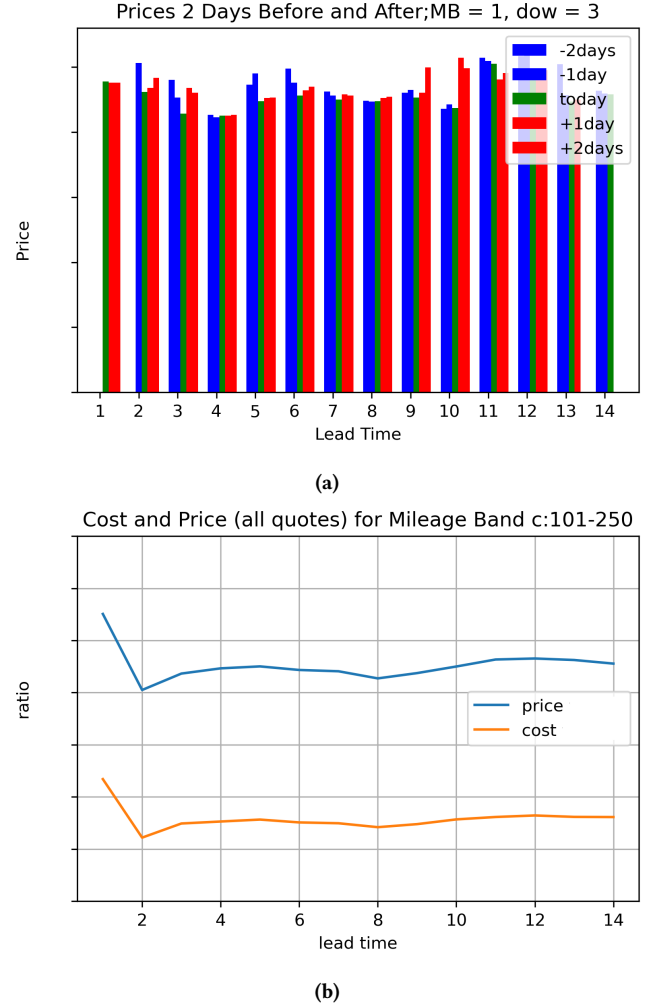 Prices 2 Days Before and After;MB = 1, dow = 3
-2days
-1day
today
+1day
+2days
Price
1 2 3 4 5 6 7 8 9 10 11 12 13 14
Lead Time
(a)
Cost and Price (all quotes) for Mileage Band c:101-250
ratio
price
cost
2 4 6 8 10 12 14
lead time
(b)